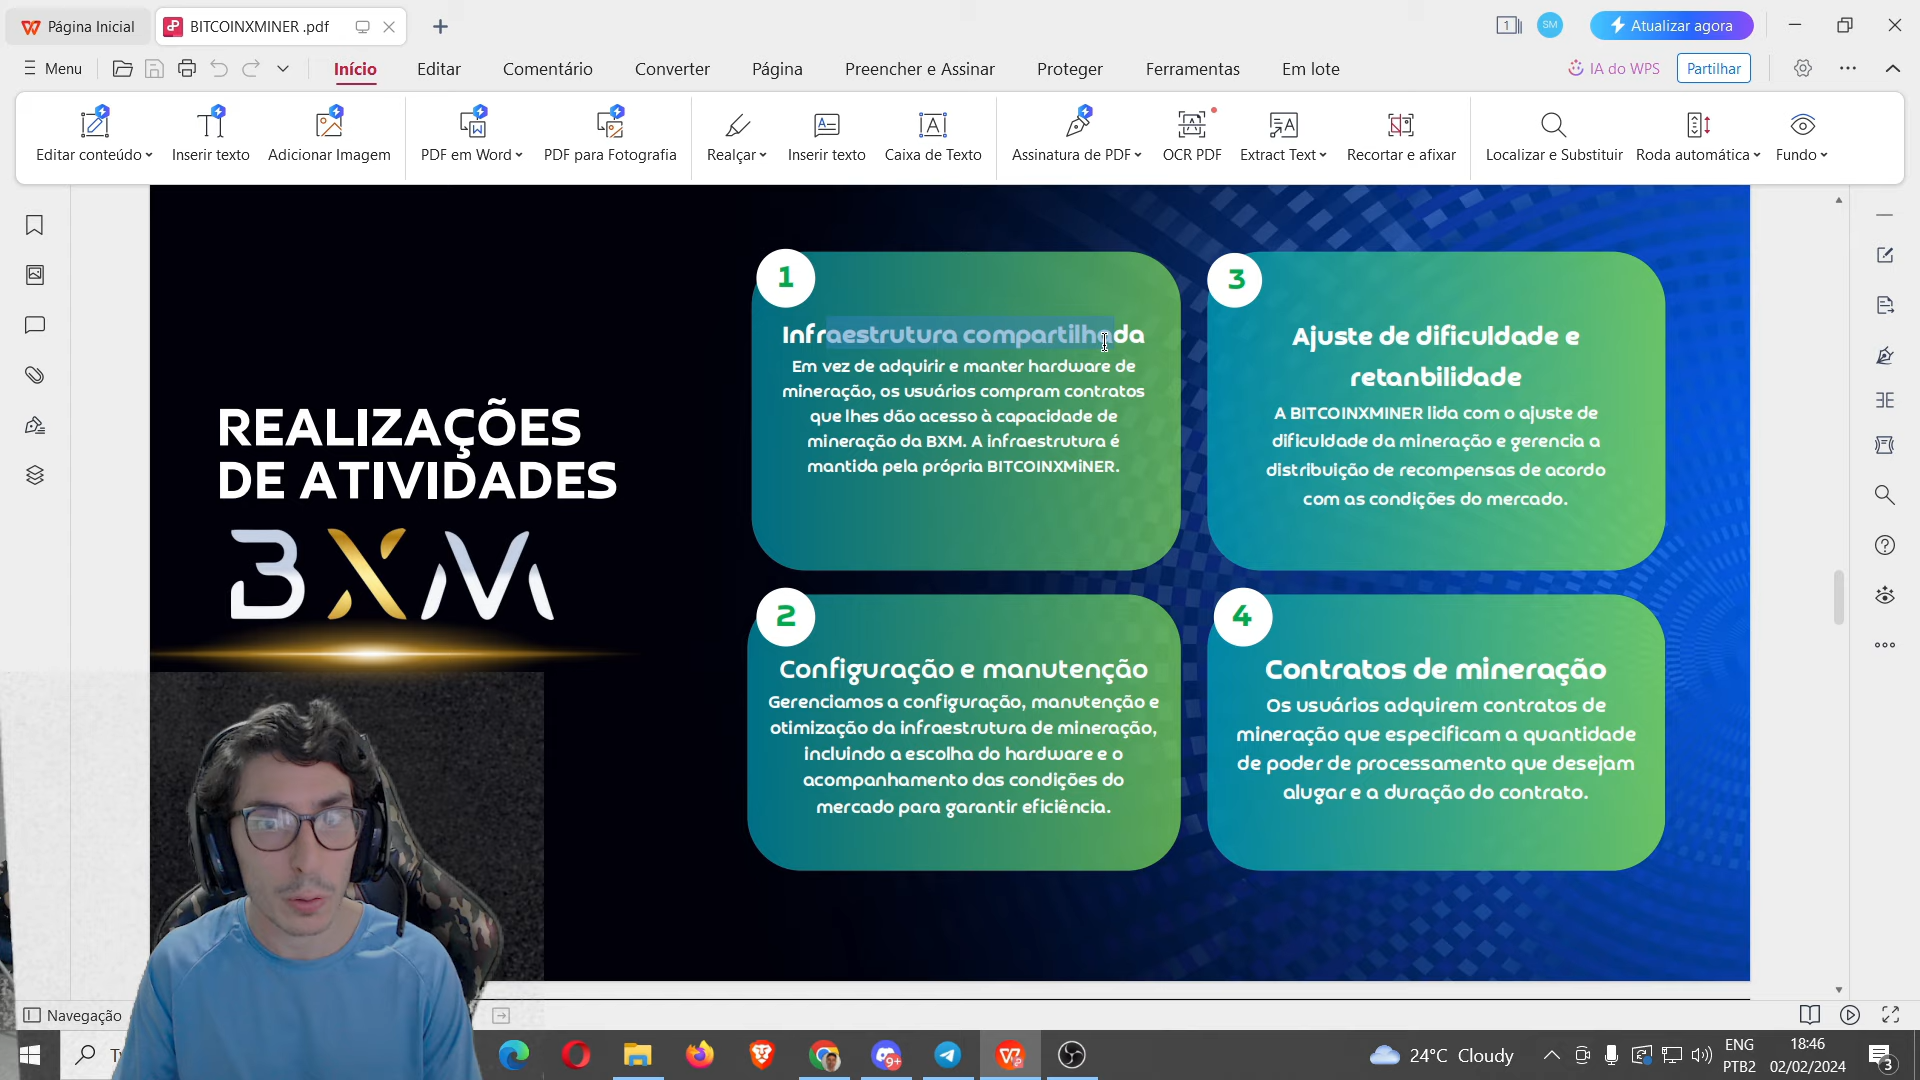 Página Inicial
BITCOINXMINER .pdf
1
SM
Atualizar agora
Menu
Início
Editar
Comentário
Converter
Página
Preencher e Assinar
Proteger
Ferramentas
Em lote
IA do WPS
Partilhar
Editar conteúdo
Inserir texto
Adicionar Imagem
PDF em Word
PDF para Fotografia
Realçar
Inserir texto
Caixa de Texto
Assinatura de PDF
OCR PDF
Extract Text
Recortar e afixar
Localizar e Substituir
Roda automática
Fundo
REALIZAÇÕES
DE ATIVIDADES
BXM
1
Infraestrutura compartilhada
Em vez de adquirir e manter hardware de
mineração, os usuários compram contratos
que lhes dão acesso à capacidade de
mineração da BXM. A infraestrutura é
mantida pela própria BITCOINXMiNER.
2
Configuração e manutenção
Gerenciamos a configuração, manutenção e
otimização da infraestrutura de mineração,
incluindo a escolha do hardware e o
acompanhamento das condições do
mercado para garantir eficiência.
3
Ajuste de dificuldade e
retanbilidade
A BITCOINXMINER lida com o ajuste de
dificuldade da mineração e gerencia a
distribuição de recompensas de acordo
com as condições do mercado.
4
Contratos de mineração
Os usuários adquirem contratos de
mineração que especificam a quantidade
de poder de processamento que desejam
alugar e a duração do contrato.
Navegação
9+
24°C Cloudy
ENG
PTB2
18:46
02/02/2024
3